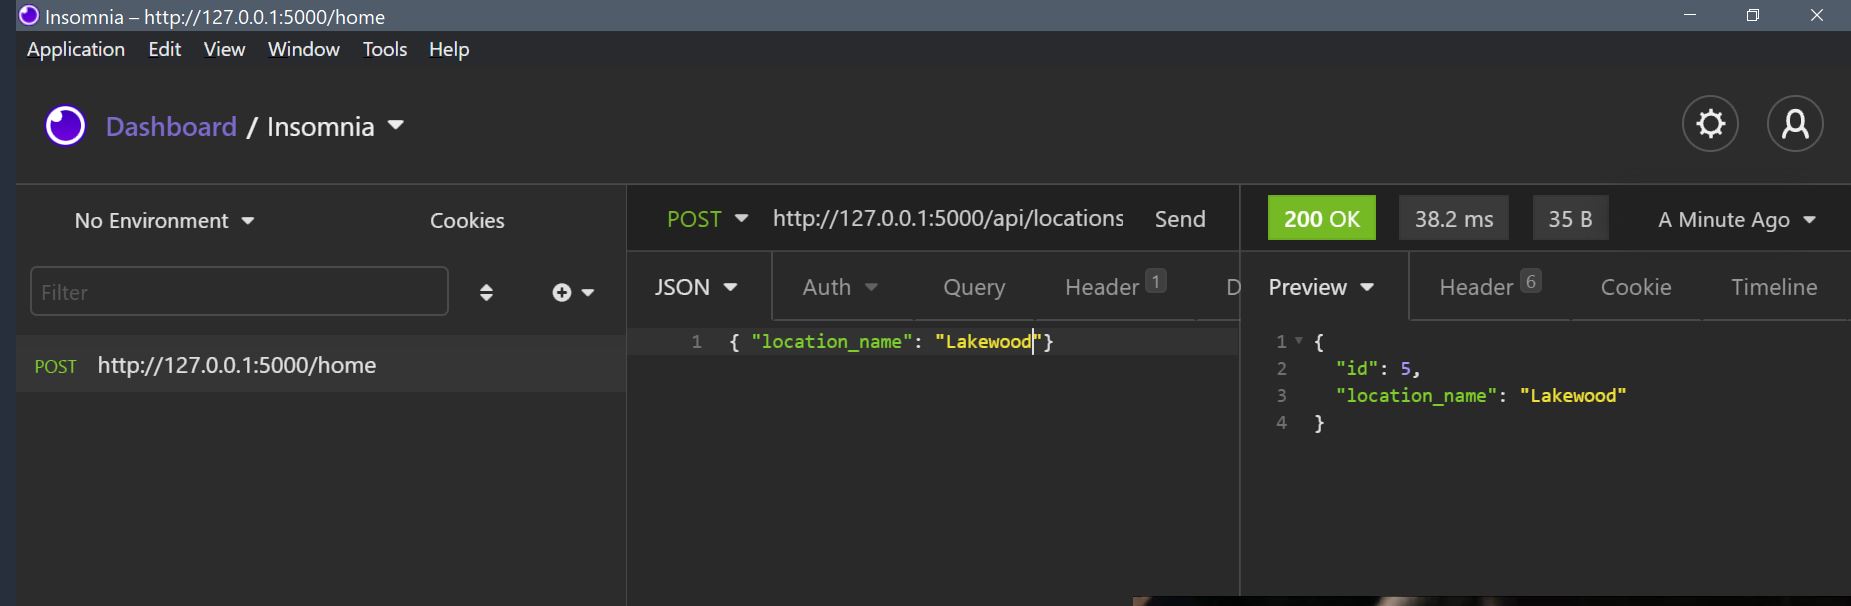 Insomnia – http://127.0.0.1:5000/home
Application Edit View Window Tools Help
Dashboard / Insomnia
No Environment Cookies
Filter
POST http://127.0.0.1:5000/home
POST http://127.0.0.1:5000/api/locations Send
JSON Auth Query Header 1 D
1 { "location_name": "Lakewood"}
200 OK 38.2 ms 35 B A Minute Ago
Preview Header 6 Cookie Timeline
1 {
2 "id": 5,
3 "location_name": "Lakewood"
4 }